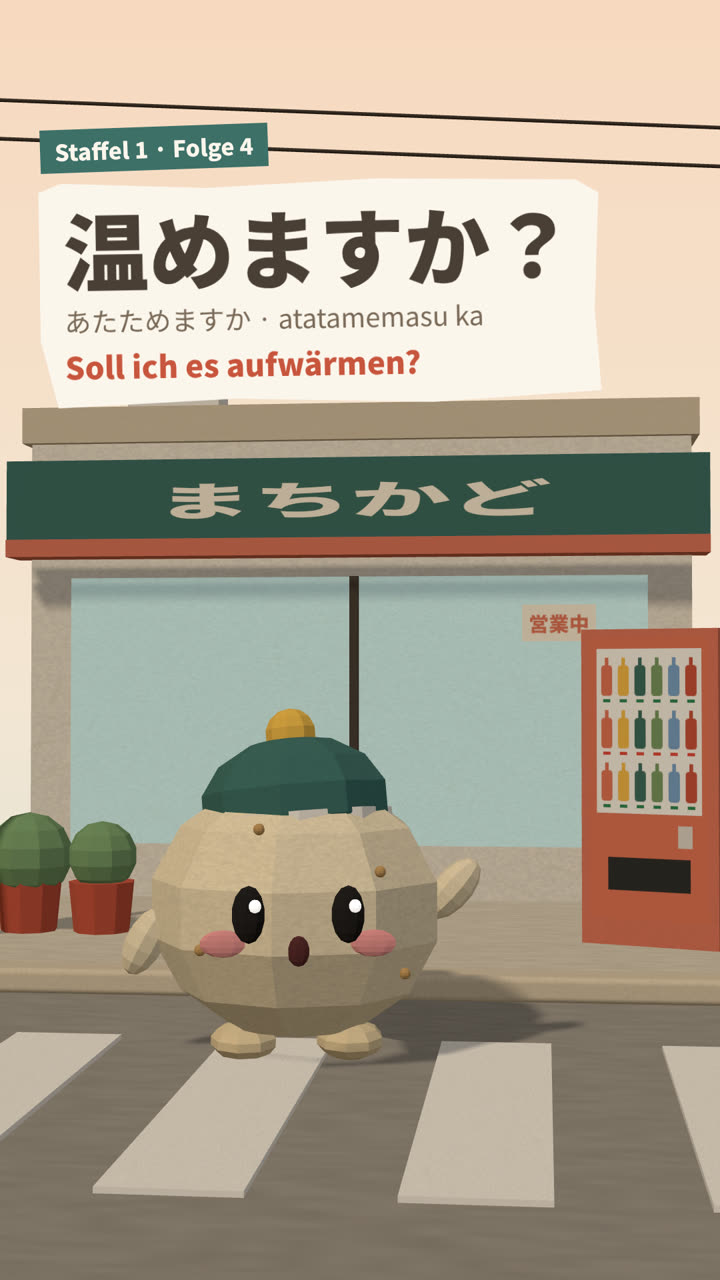 Staffel 1 · Folge 4
温めますか？
あたためますか · atatamemasu ka
Soll ich es aufwärmen?
まちかど
営業中